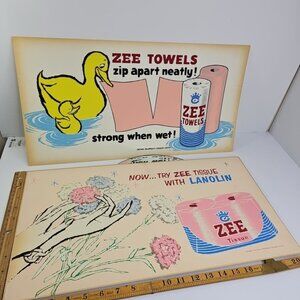 ZEE TOWELS
zip apart neatly!
ZEE
TOWELS
strong when wet!
NOW...TRY ZEE TISSUE
WITH LANOLIN
ZEE
Tissue